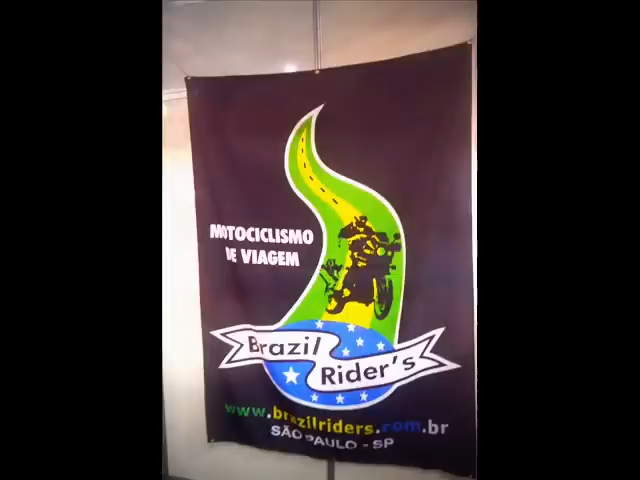 MOTOCICLISMO
DE VIAGEM
Brazil
Rider's
www.brazilriders.com.br
SÃO PAULO - SP